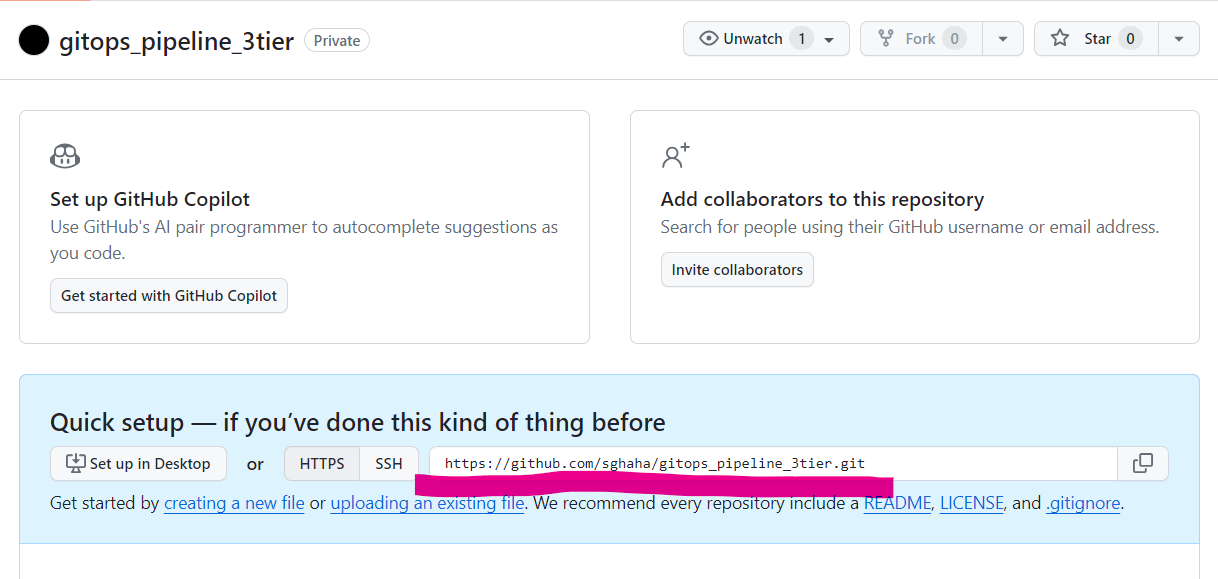 gitops_pipeline_3tier Private Unwatch 1 Fork 0 Star 0
Set up GitHub Copilot
Use GitHub's AI pair programmer to autocomplete suggestions as
you code.
Get started with GitHub Copilot
Add collaborators to this repository
Search for people using their GitHub username or email address.
Invite collaborators
Quick setup — if you’ve done this kind of thing before
Set up in Desktop or HTTPS SSH https://github.com/sghaha/gitops_pipeline_3tier.git
Get started by creating a new file or uploading an existing file. We recommend every repository include a README, LICENSE, and .gitignore.